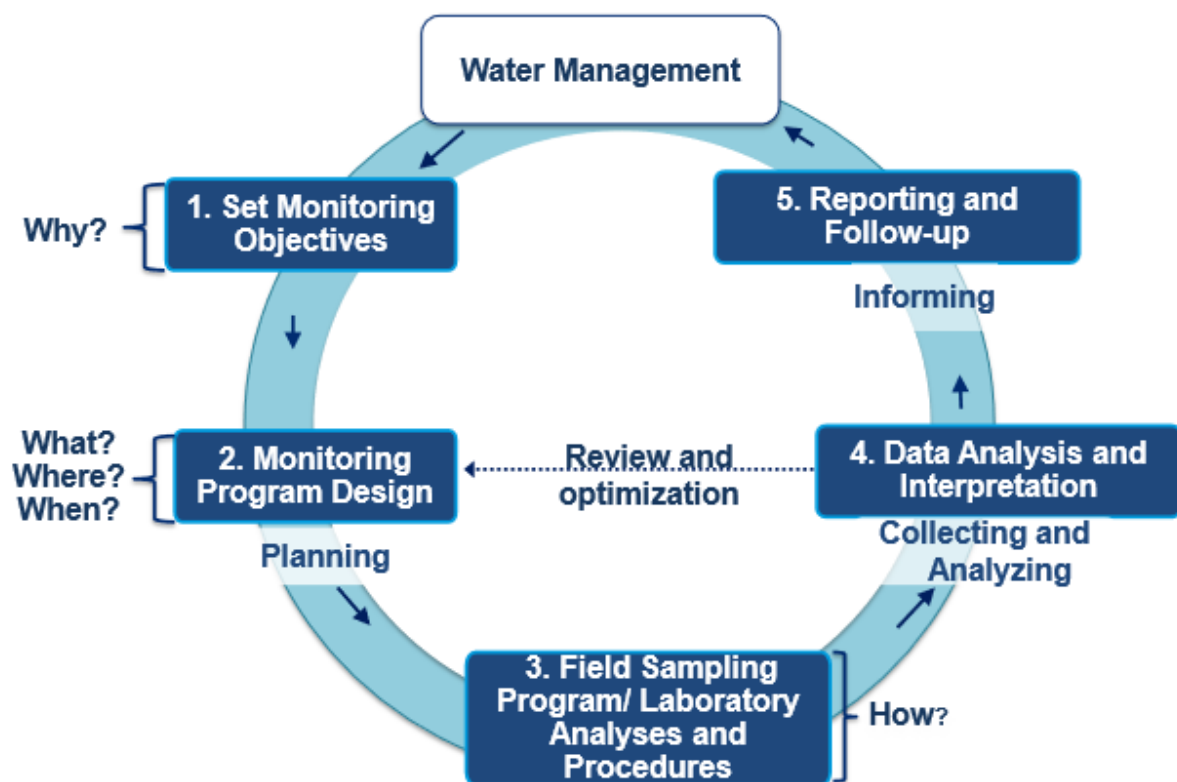 Water Management
1. Set Monitoring
Objectives
Why?
5. Reporting and
Follow-up
Informing
What?
Where?
When?
2. Monitoring
Program Design
Planning
Review and
optimization
4. Data Analysis and
Interpretation
Collecting and
Analyzing
3. Field Sampling
Program/ Laboratory
Analyses and
Procedures
How?